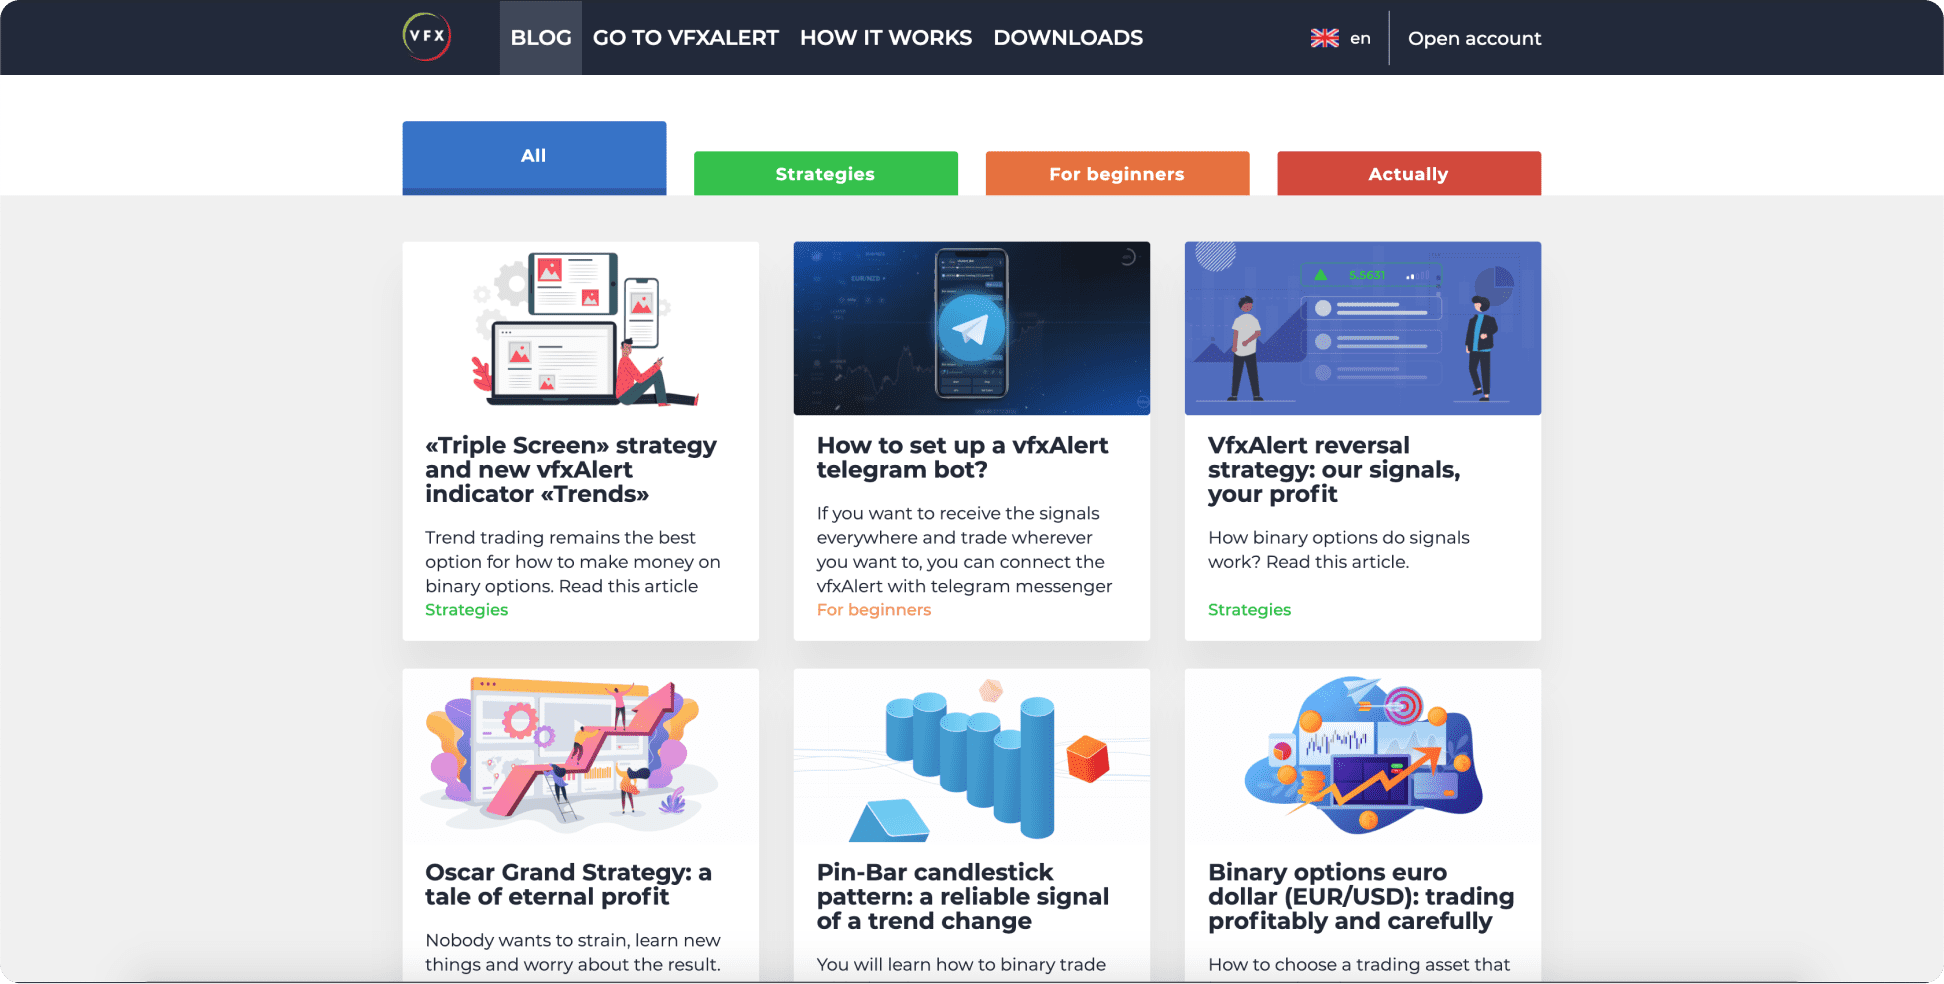 VFX
BLOG
GO TO VFXALERT
HOW IT WORKS
DOWNLOADS
en
Open account
All
Strategies
For beginners
Actually
5.5631
«Triple Screen» strategy
and new vfxAlert
indicator «Trends»
Trend trading remains the best
option for how to make money on
binary options. Read this article
Strategies
How to set up a vfxAlert
telegram bot?
If you want to receive the signals
everywhere and trade wherever
you want to, you can connect the
vfxAlert with telegram messenger
For beginners
VfxAlert reversal
strategy: our signals,
your profit
How binary options do signals
work? Read this article.
Strategies
Oscar Grand Strategy: a
tale of eternal profit
Nobody wants to strain, learn new
things and worry about the result.
Pin-Bar candlestick
pattern: a reliable signal
of a trend change
You will learn how to binary trade
Binary options euro
dollar (EUR/USD): trading
profitably and carefully
How to choose a trading asset that